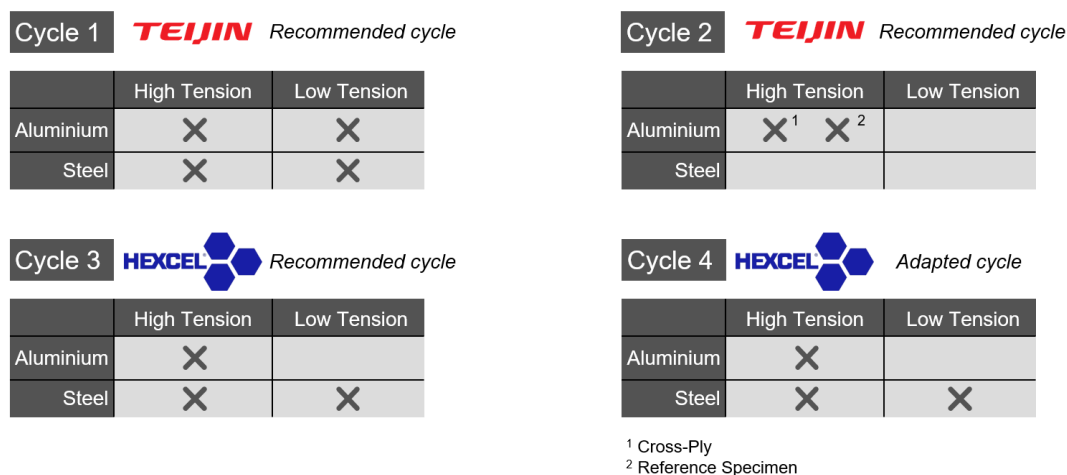 Cycle 1 TEIJIN Recommended cycle
High Tension Low Tension
Aluminium
Steel
Cycle 2 TEIJIN Recommended cycle
High Tension Low Tension
Aluminium 1 2
Steel
Cycle 3 HEXCEL Recommended cycle
High Tension Low Tension
Aluminium
Steel
Cycle 4 HEXCEL Adapted cycle
High Tension Low Tension
Aluminium
Steel
1 Cross-Ply
2 Reference Specimen